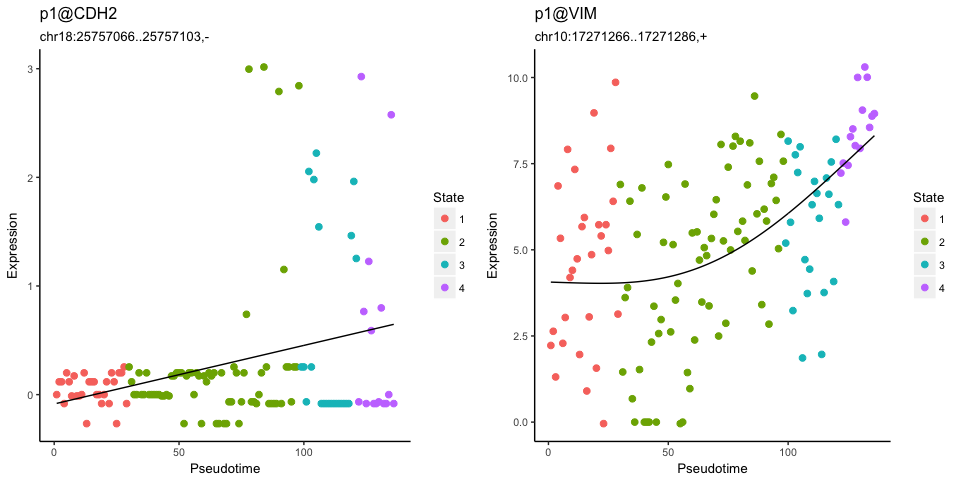 p1@CDH2
chr18:25757066..25757103,-
3
2
1
0
Expression
0
50
100
Pseudotime
State
1
2
3
4
p1@VIM
chr10:17271266..17271286,+
10.0
7.5
5.0
2.5
0.0
Expression
0
50
100
Pseudotime
State
1
2
3
4